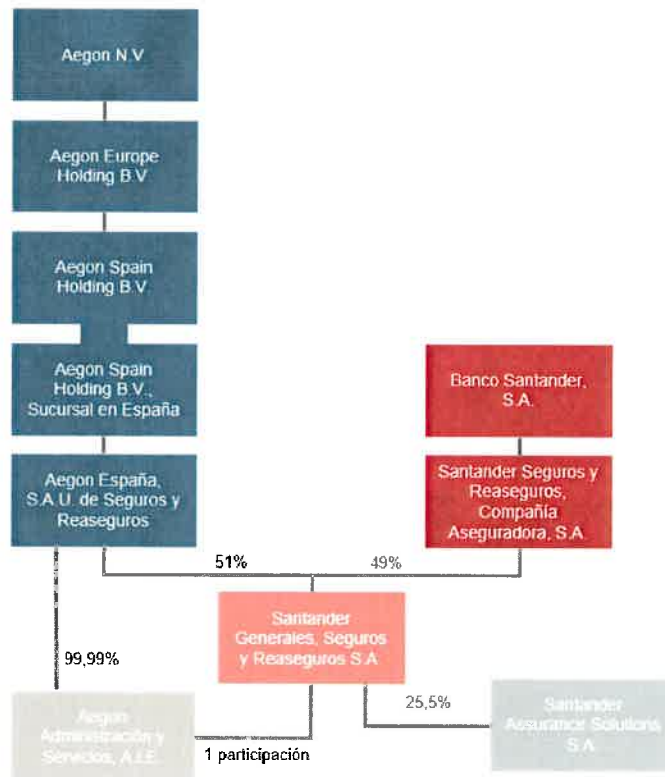 Aegon N.V.
Aegon Europe
Holding B.V.
Aegon Spain
Holding B.V.
Aegon Spain
Holding B.V.,
Sucursal en España
Banco Santander,
S.A.
Aegon España,
S.A.U. de Seguros y
Reaseguros
Santander Seguros y
Reaseguros,
Compañía
Aseguradora, S.A.
51%
49%
Santander
Generales, Seguros
y Reaseguros S.A.
99,99%
25,5%
Aegon
Administración y
Servicios, A.I.E.
1 participación
Santander
Assurance Solutions
S.A.